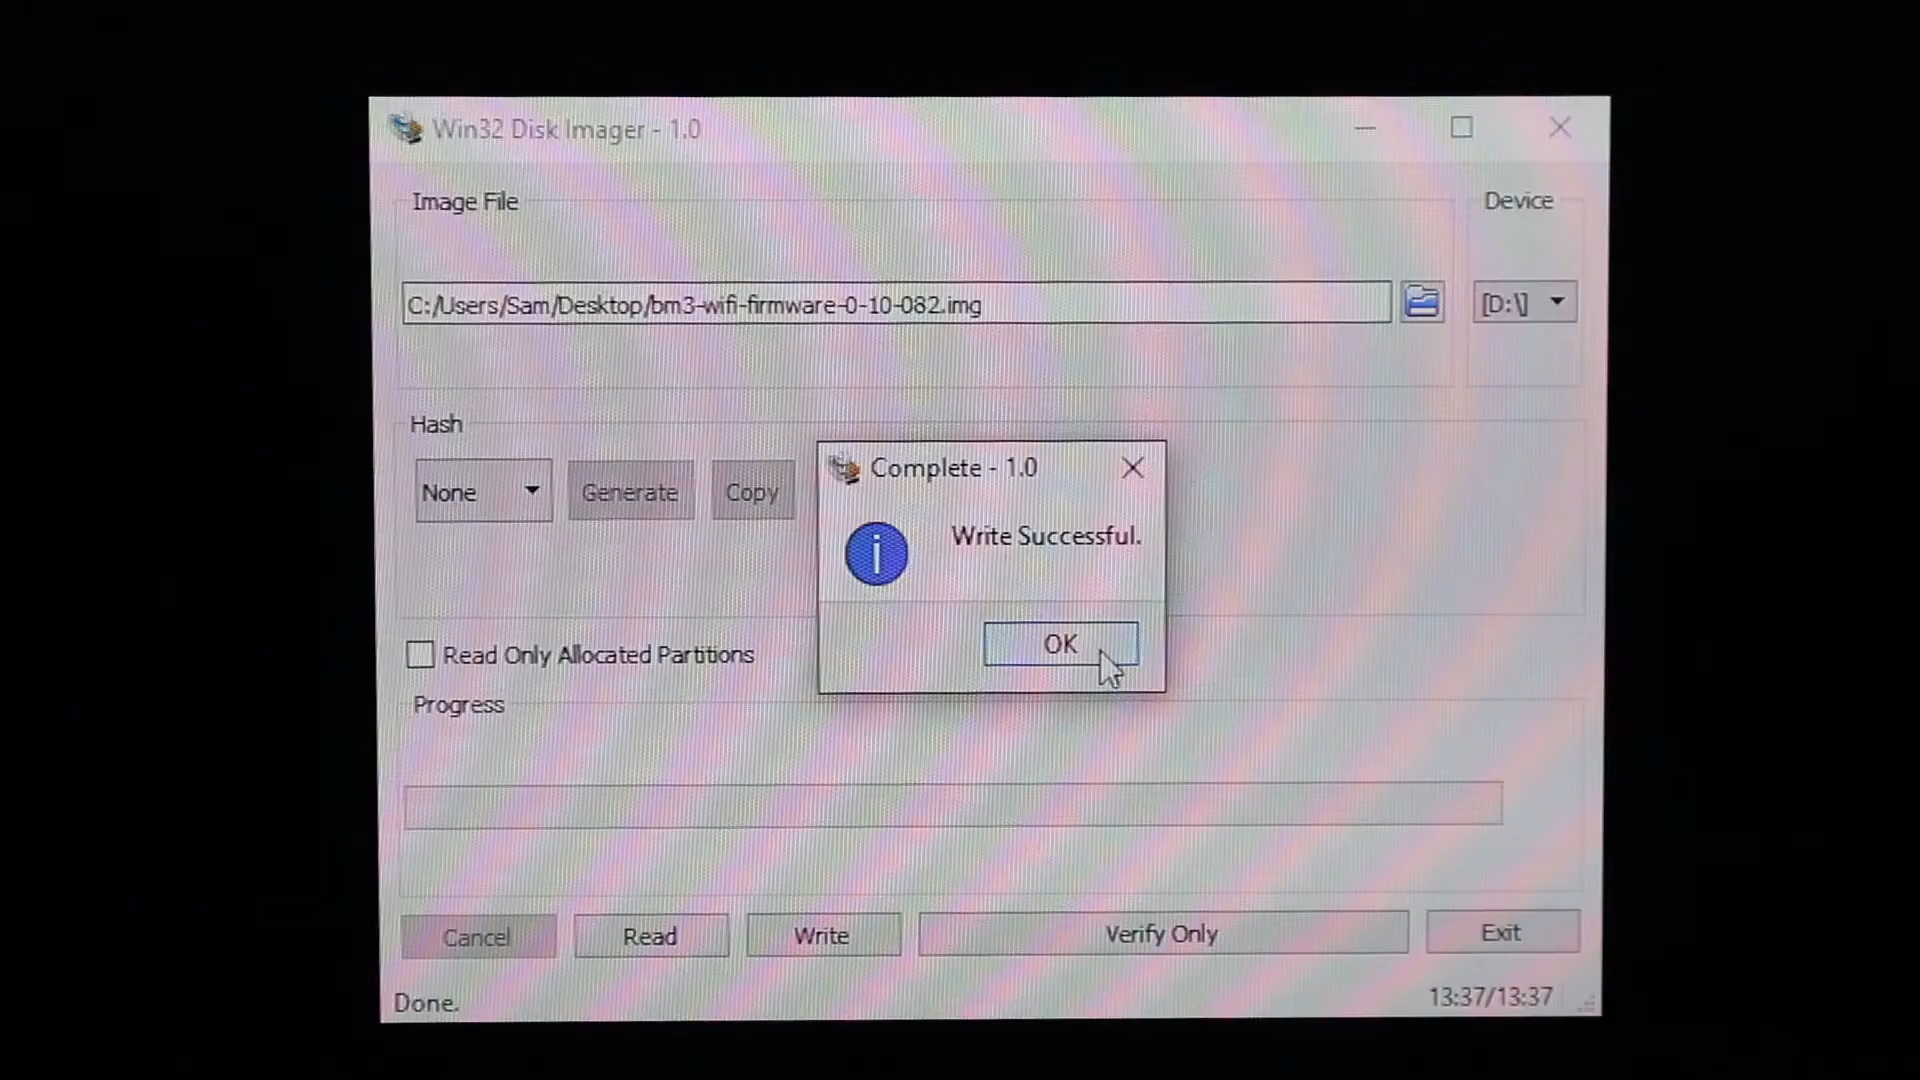 Win32 Disk Imager - 1.0
Image File
Device
C:/Users/Sam/Desktop/bm3-wifi-firmware-0-10-082.img
[D:\]
Hash
None
Generate
Copy
Complete - 1.0
Write Successful.
OK
Read Only Allocated Partitions
Progress
Cancel
Read
Write
Verify Only
Exit
Done.
13:37/13:37